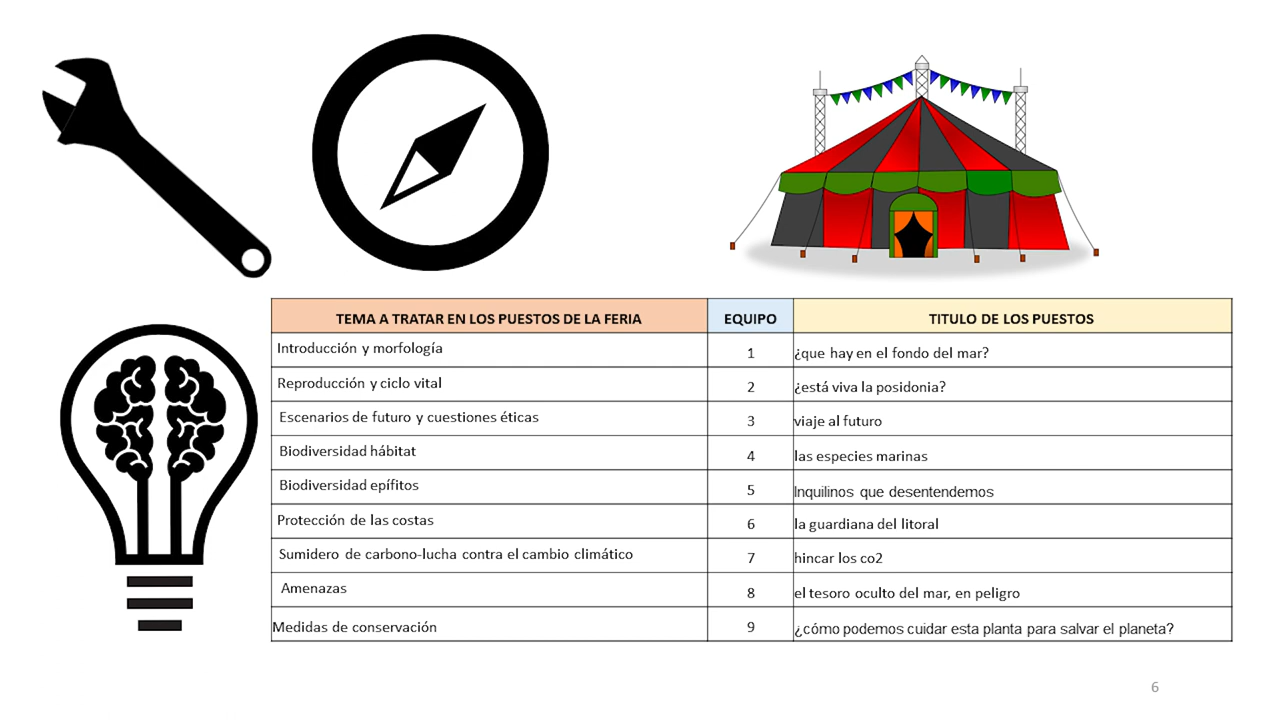 TEMA A TRATAR EN LOS PUESTOS DE LA FERIA EQUIPO TITULO DE LOS PUESTOS
Introducción y morfología 1 ¿que hay en el fondo del mar?
Reproducción y ciclo vital 2 ¿está viva la posidonia?
Escenarios de futuro y cuestiones éticas 3 viaje al futuro
Biodiversidad hábitat 4 las especies marinas
Biodiversidad epífitos 5 Inquilinos que desentendemos
Protección de las costas 6 la guardiana del litoral
Sumidero de carbono-lucha contra el cambio climático 7 hincar los co2
Amenazas 8 el tesoro oculto del mar, en peligro
Medidas de conservación 9 ¿cómo podemos cuidar esta planta para salvar el planeta?
6